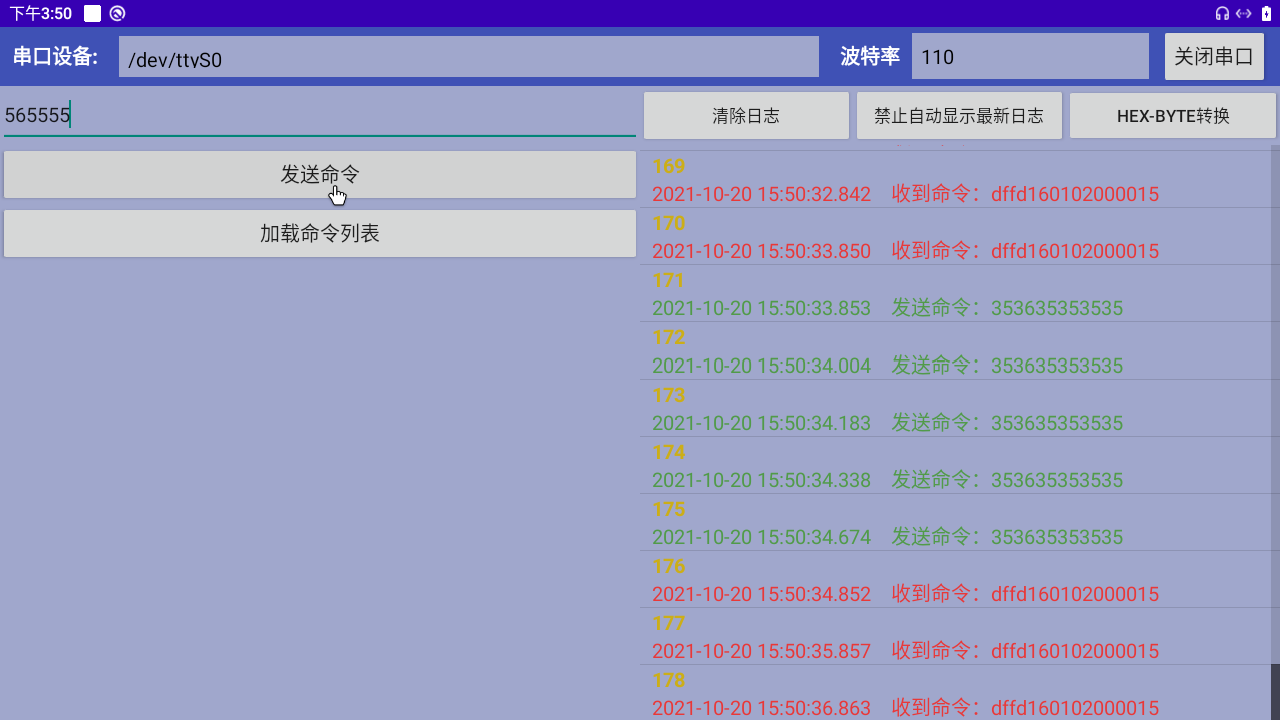 下午3:50
串口设备: /dev/ttyS0 波特率 110 关闭串口
565555 清除日志 禁止自动显示最新日志 HEX-BYTE转换
发送命令
加载命令列表
169
2021-10-20 15:50:32.842 收到命令：dffd160102000015
170
2021-10-20 15:50:33.850 收到命令：dffd160102000015
171
2021-10-20 15:50:33.853 发送命令：353635353535
172
2021-10-20 15:50:34.004 发送命令：353635353535
173
2021-10-20 15:50:34.183 发送命令：353635353535
174
2021-10-20 15:50:34.338 发送命令：353635353535
175
2021-10-20 15:50:34.674 发送命令：353635353535
176
2021-10-20 15:50:34.852 收到命令：dffd160102000015
177
2021-10-20 15:50:35.857 收到命令：dffd160102000015
178
2021-10-20 15:50:36.863 收到命令：dffd160102000015